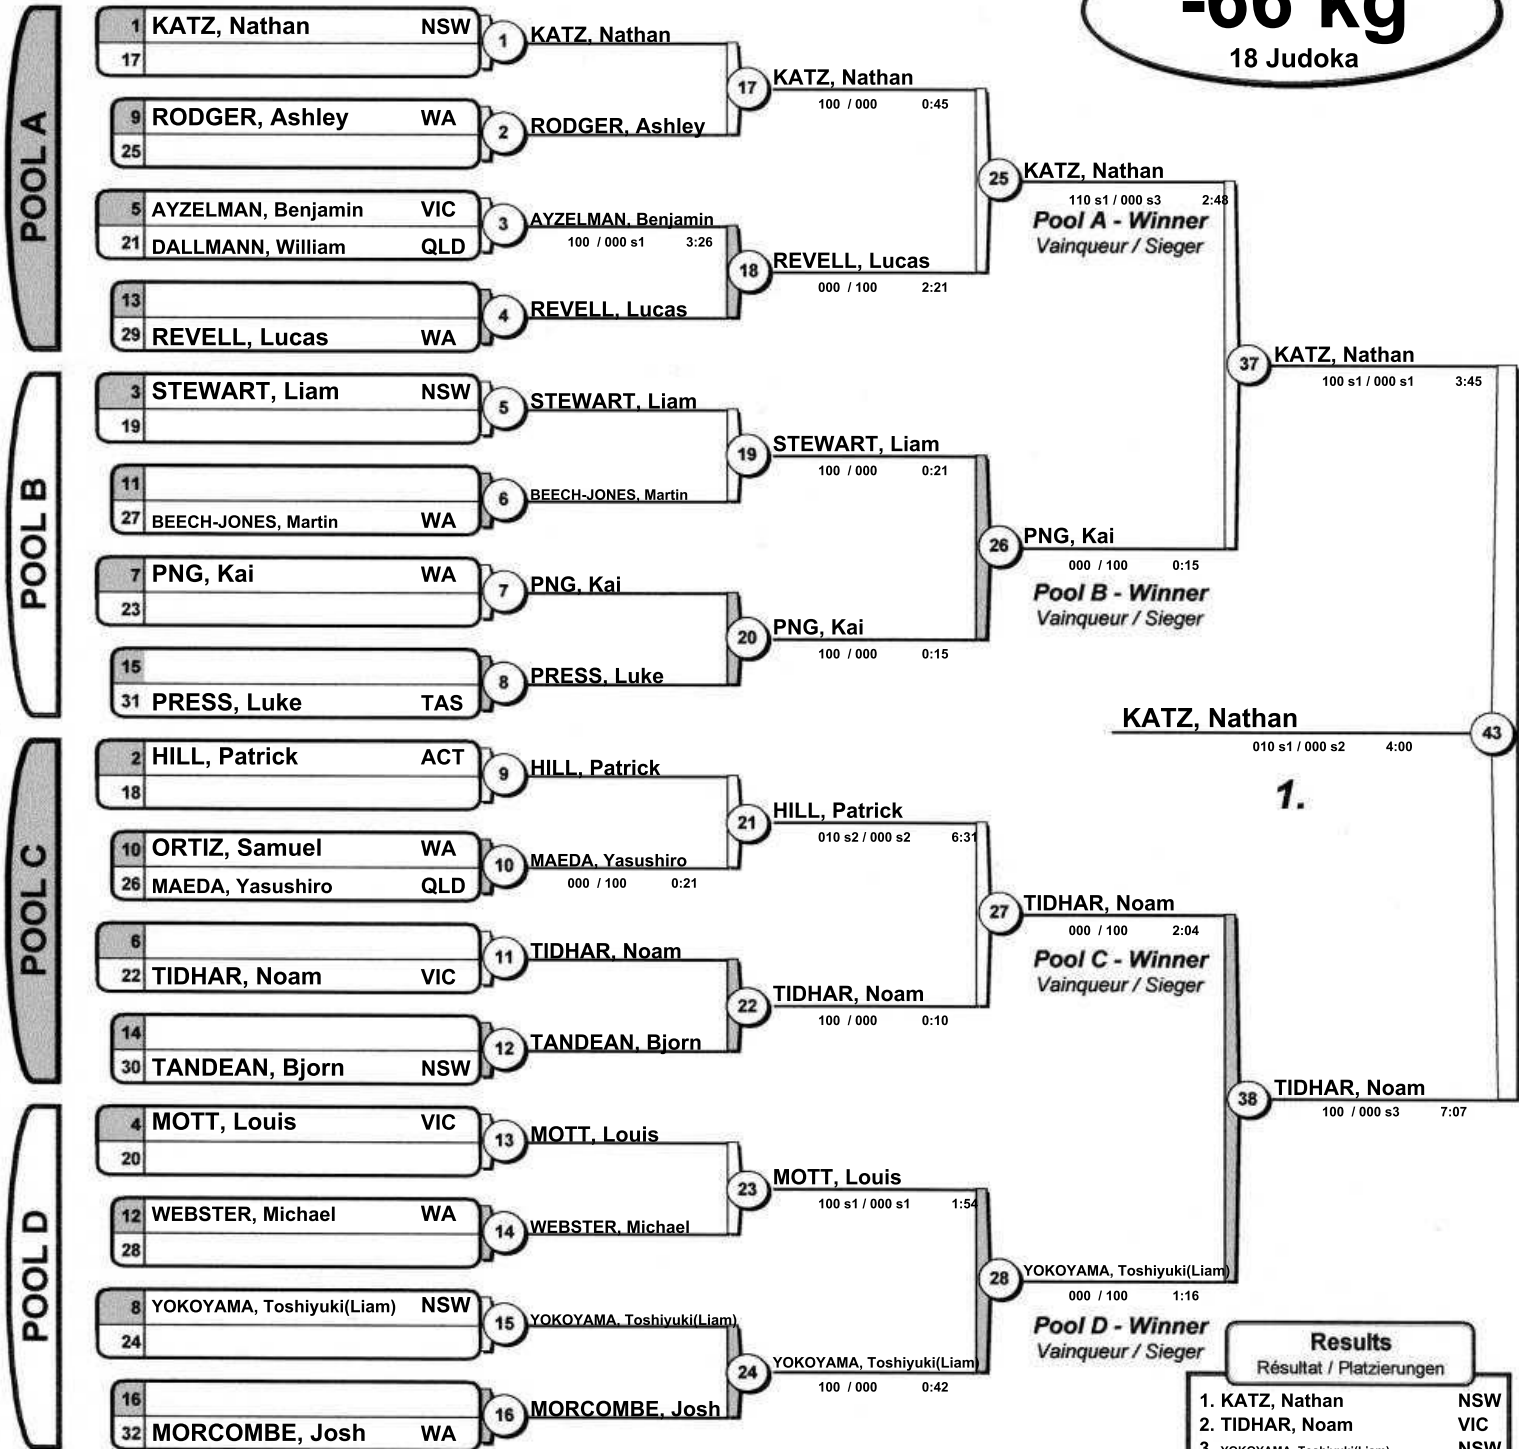 -66 kg
18 Judoka
POOL A
1 KATZ, Nathan NSW
17
1 KATZ, Nathan
9 RODGER, Ashley WA
25
2 RODGER, Ashley
17 KATZ, Nathan
100 / 000 0:45
5 AYZELMAN, Benjamin VIC
21 DALLMANN, William QLD
3 AYZELMAN, Benjamin
100 / 000 s1 3:26
13
29 REVELL, Lucas WA
4 REVELL, Lucas
18 REVELL, Lucas
000 / 100 2:21
25 KATZ, Nathan
110 s1 / 000 s3 2:48
Pool A - Winner
Vainqueur / Sieger
POOL B
3 STEWART, Liam NSW
19
5 STEWART, Liam
11
27 BEECH-JONES, Martin WA
6 BEECH-JONES, Martin
19 STEWART, Liam
100 / 000 0:21
7 PNG, Kai WA
23
7 PNG, Kai
15
31 PRESS, Luke TAS
8 PRESS, Luke
20 PNG, Kai
100 / 000 0:15
26 PNG, Kai
000 / 100 0:15
Pool B - Winner
Vainqueur / Sieger
37 KATZ, Nathan
100 s1 / 000 s1 3:45
POOL C
2 HILL, Patrick ACT
18
9 HILL, Patrick
10 ORTIZ, Samuel WA
26 MAEDA, Yasushiro QLD
10 MAEDA, Yasushiro
000 / 100 0:21
21 HILL, Patrick
010 s2 / 000 s2 6:31
6
22 TIDHAR, Noam VIC
11 TIDHAR, Noam
14
30 TANDEAN, Bjorn NSW
12 TANDEAN, Bjorn
22 TIDHAR, Noam
100 / 000 0:10
27 TIDHAR, Noam
000 / 100 2:04
Pool C - Winner
Vainqueur / Sieger
POOL D
4 MOTT, Louis VIC
20
13 MOTT, Louis
12 WEBSTER, Michael WA
28
14 WEBSTER, Michael
23 MOTT, Louis
100 s1 / 000 s1 1:54
8 YOKOYAMA, Toshiyuki(Liam) NSW
24
15 YOKOYAMA, Toshiyuki(Liam)
16
32 MORCOMBE, Josh WA
16 MORCOMBE, Josh
24 YOKOYAMA, Toshiyuki(Liam)
100 / 000 0:42
28 YOKOYAMA, Toshiyuki(Liam)
000 / 100 1:16
Pool D - Winner
Vainqueur / Sieger
38 TIDHAR, Noam
100 / 000 s3 7:07
KATZ, Nathan 43
010 s1 / 000 s2 4:00
1.
Results
Résultat / Platzierungen
1. KATZ, Nathan NSW
2. TIDHAR, Noam VIC
3. YOKOYAMA, Toshiyuki(Liam) NSW